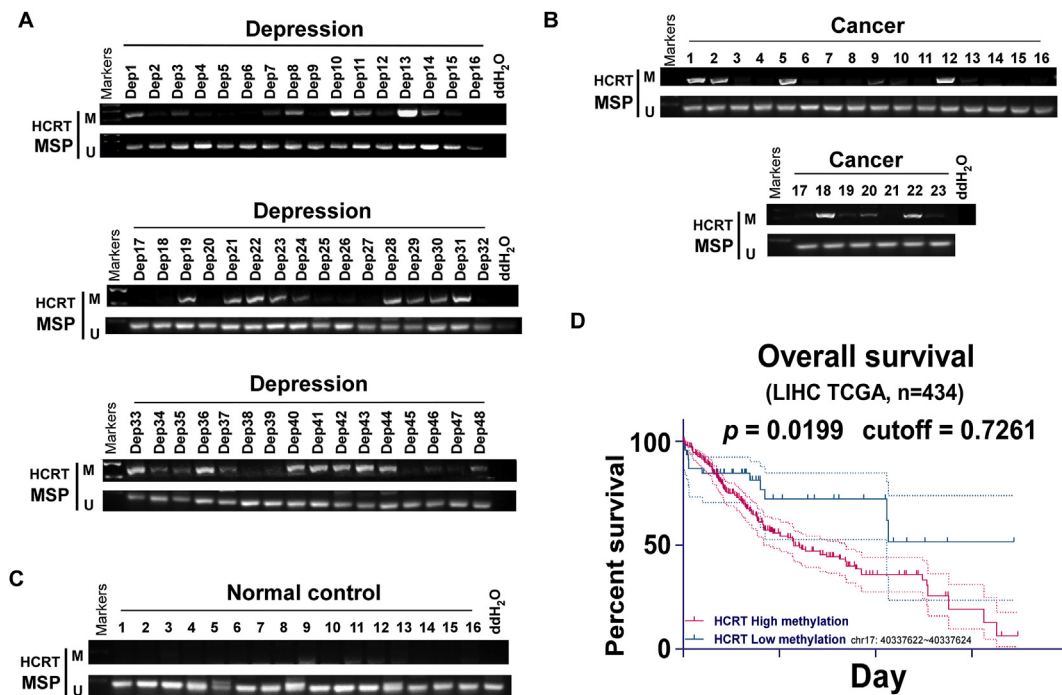 A
Depression
Markers
Dep1 Dep2 Dep3 Dep4 Dep5 Dep6 Dep7 Dep8 Dep9 Dep10 Dep11 Dep12 Dep13 Dep14 Dep15 Dep16 ddH₂O
HCRT M
MSP U
Depression
Markers
Dep17 Dep18 Dep19 Dep20 Dep21 Dep22 Dep23 Dep24 Dep25 Dep26 Dep27 Dep28 Dep29 Dep30 Dep31 Dep32 ddH₂O
HCRT M
MSP U
Depression
Markers
Dep33 Dep34 Dep35 Dep36 Dep37 Dep38 Dep39 Dep40 Dep41 Dep42 Dep43 Dep44 Dep45 Dep46 Dep47 Dep48
HCRT M
MSP U
C
Normal control
Markers
1 2 3 4 5 6 7 8 9 10 11 12 13 14 15 16 ddH₂O
HCRT M
MSP U
B
Cancer
Markers
1 2 3 4 5 6 7 8 9 10 11 12 13 14 15 16
HCRT M
MSP U
Cancer
Markers
17 18 19 20 21 22 23 ddH₂O
HCRT M
MSP U
D
Overall survival
(LIHC TCGA, n=434)
p = 0.0199 cutoff = 0.7261
100
50
0
Percent survival
HCRT High methylation
HCRT Low methylation chr17: 40337622~40337624
Day